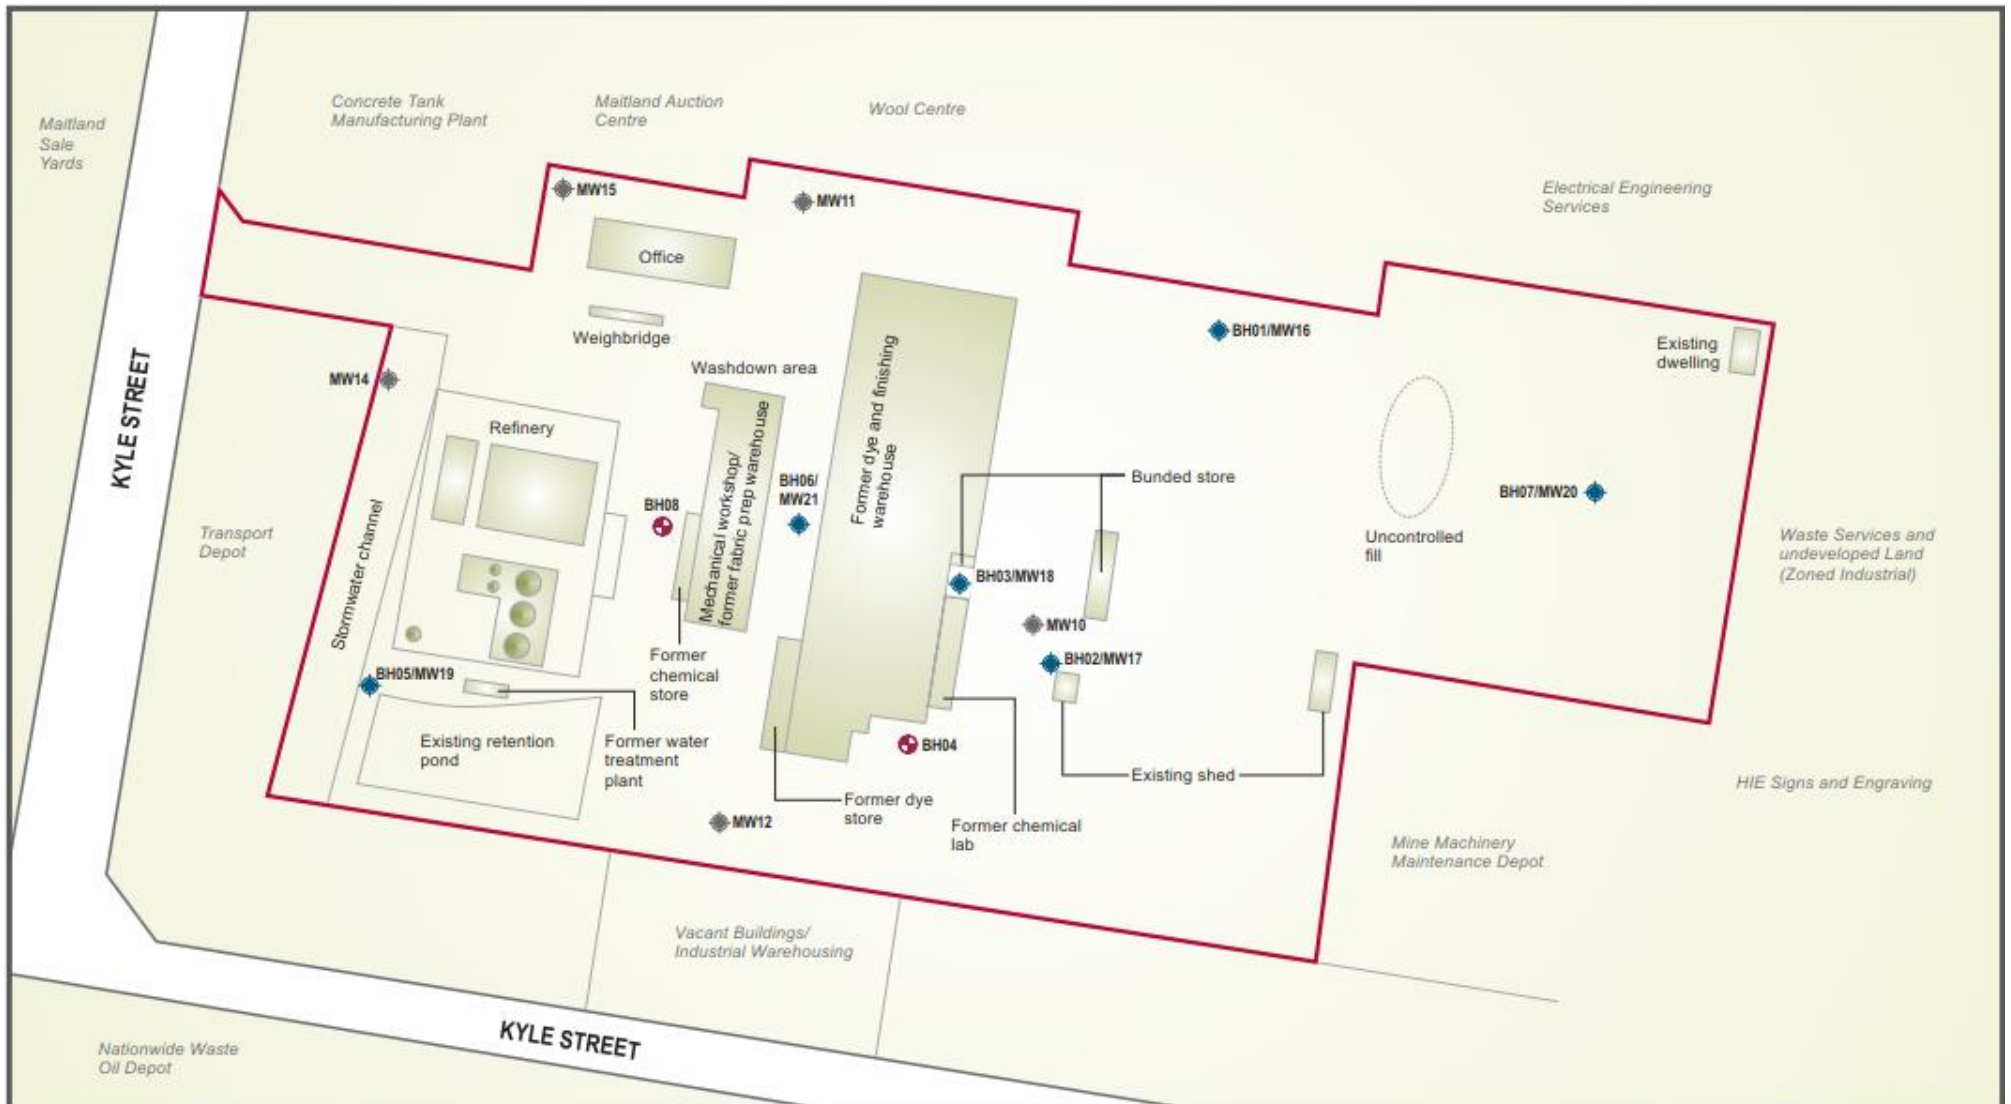 Concrete Tank
Manufacturing Plant
Maitland Auction
Centre
Wool Centre
Maitland
Sale
Yards
Electrical Engineering
Services
MW15
MW11
Office
Weighbridge
BH01/MW16
Existing
dwelling
KYLE STREET
MW14
Washdown area
Refinery
Mechanical workshop/
former fabric prep warehouse
Former dye and finishing
warehouse
BH06/
MW21
BH08
Bunded store
BH07/MW20
Uncontrolled
fill
Transport
Depot
Stormwater channel
Waste Services and
undeveloped Land
(Zoned Industrial)
BH03/MW18
MW10
BH02/MW17
BH05/MW19
Former
chemical
store
Existing retention
pond
Former water
treatment
plant
BH04
Existing shed
HIE Signs and Engraving
Former dye
store
MW12
Former chemical
lab
Mine Machinery
Maintenance Depot
Vacant Buildings/
Industrial Warehousing
KYLE STREET
Nationwide Waste
Oil Depot